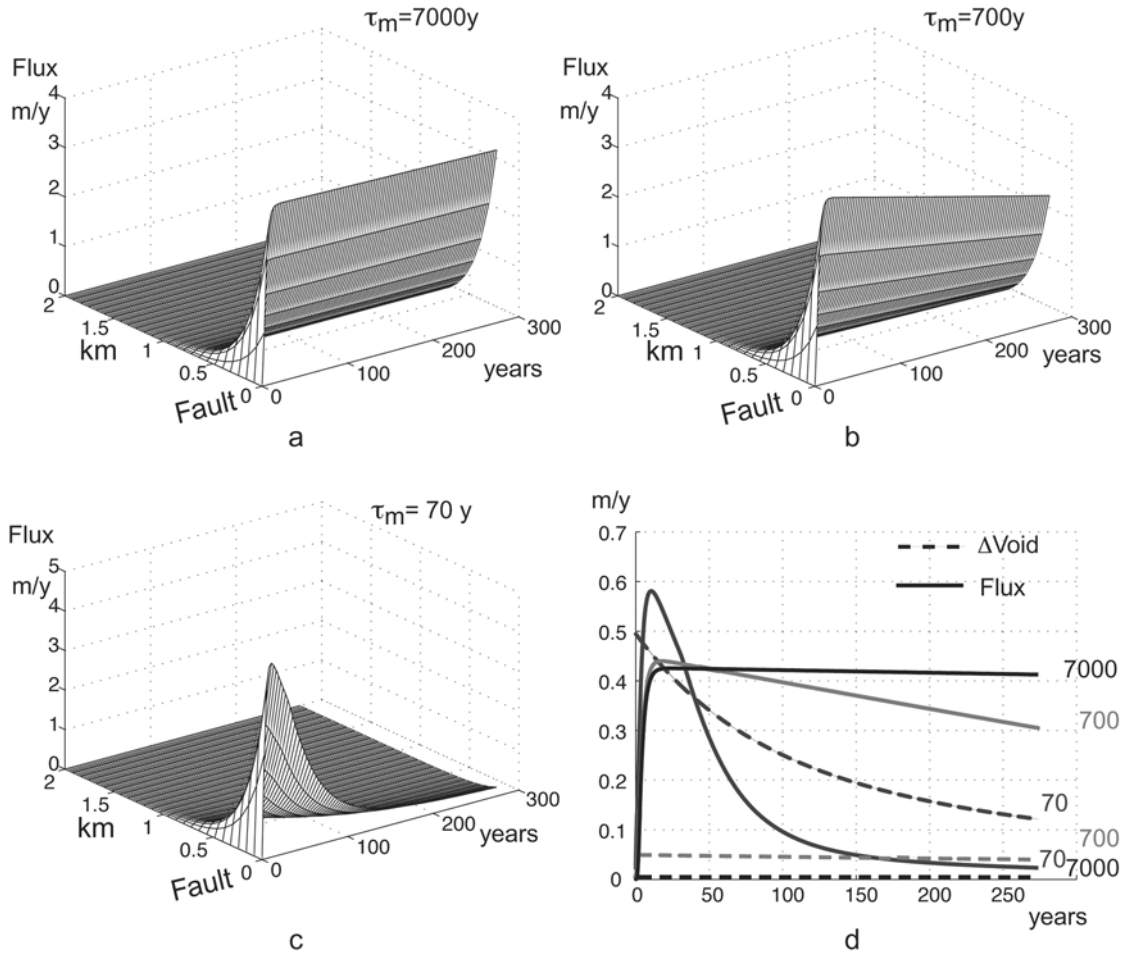 τm=7000y
Flux
m/y
4
3
2
1
0
2
1.5
km
1
0.5
Fault
0
0
100
200
300
years
a
τm=700y
Flux
m/y
4
3
2
1
0
2
1.5
km
1
0.5
Fault
0
0
100
200
300
years
b
τm= 70 y
Flux
m/y
5
4
3
2
1
0
2
1.5
km
1
0.5
Fault
0
0
100
200
300
years
c
m/y
0.7
0.6
0.5
0.4
0.3
0.2
0.1
0
ΔVoid
Flux
7000
700
70
700
70
7000
0
50
100
150
200
250
years
d